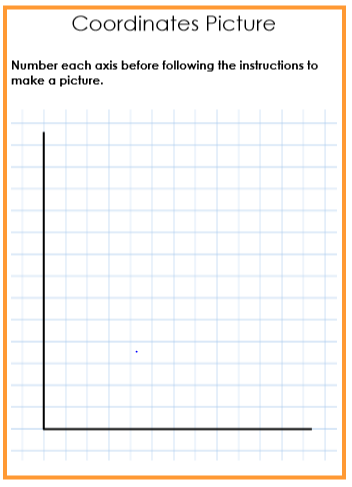 Coordinates Picture
Number each axis before following the instructions to
make a picture.